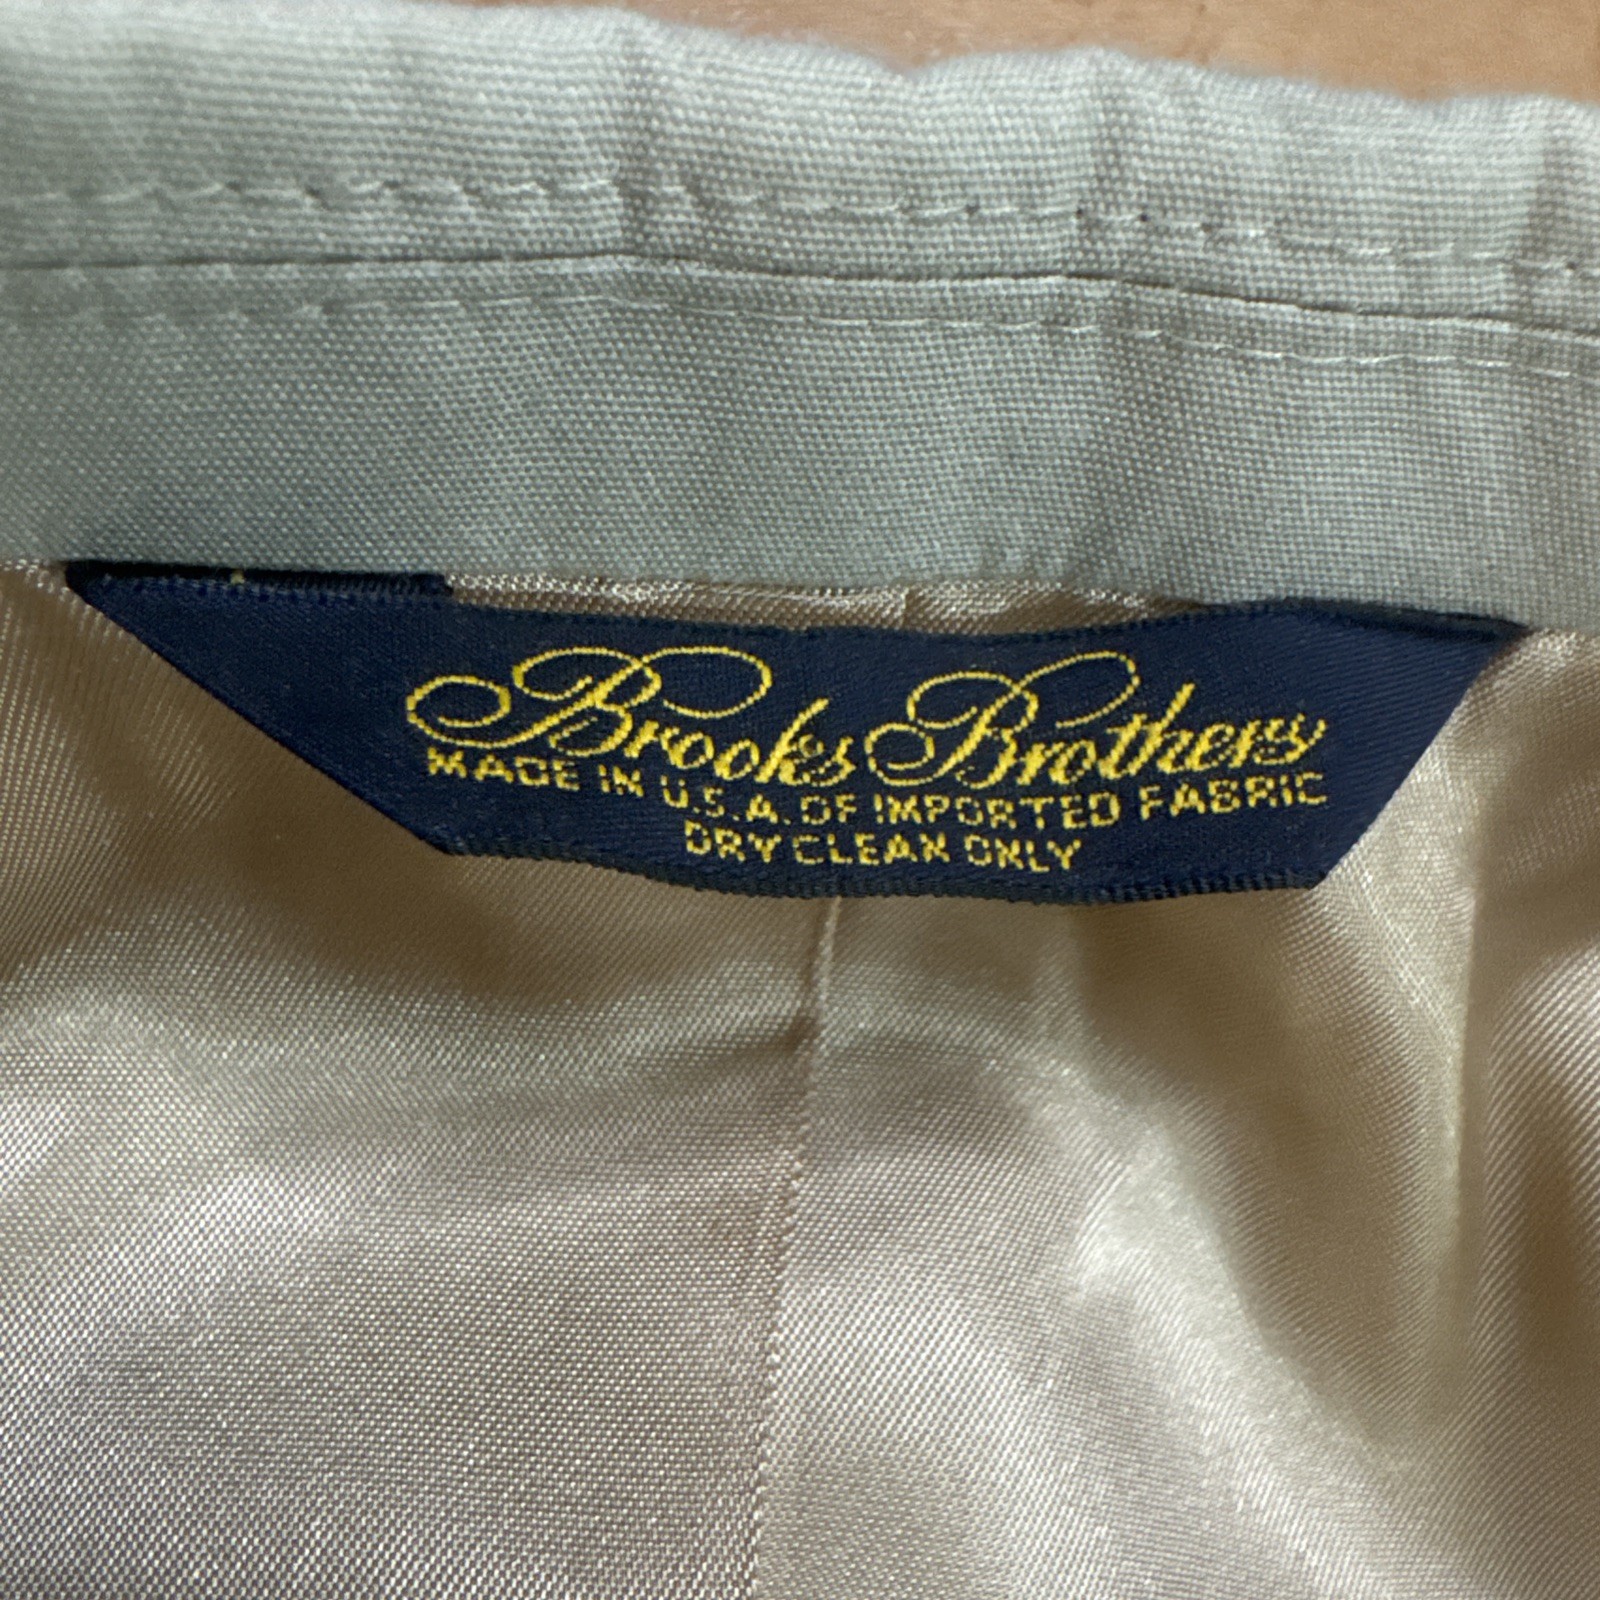 Brooks Brothers
MADE IN U.S.A. OF IMPORTED FABRIC
DRY CLEAN ONLY